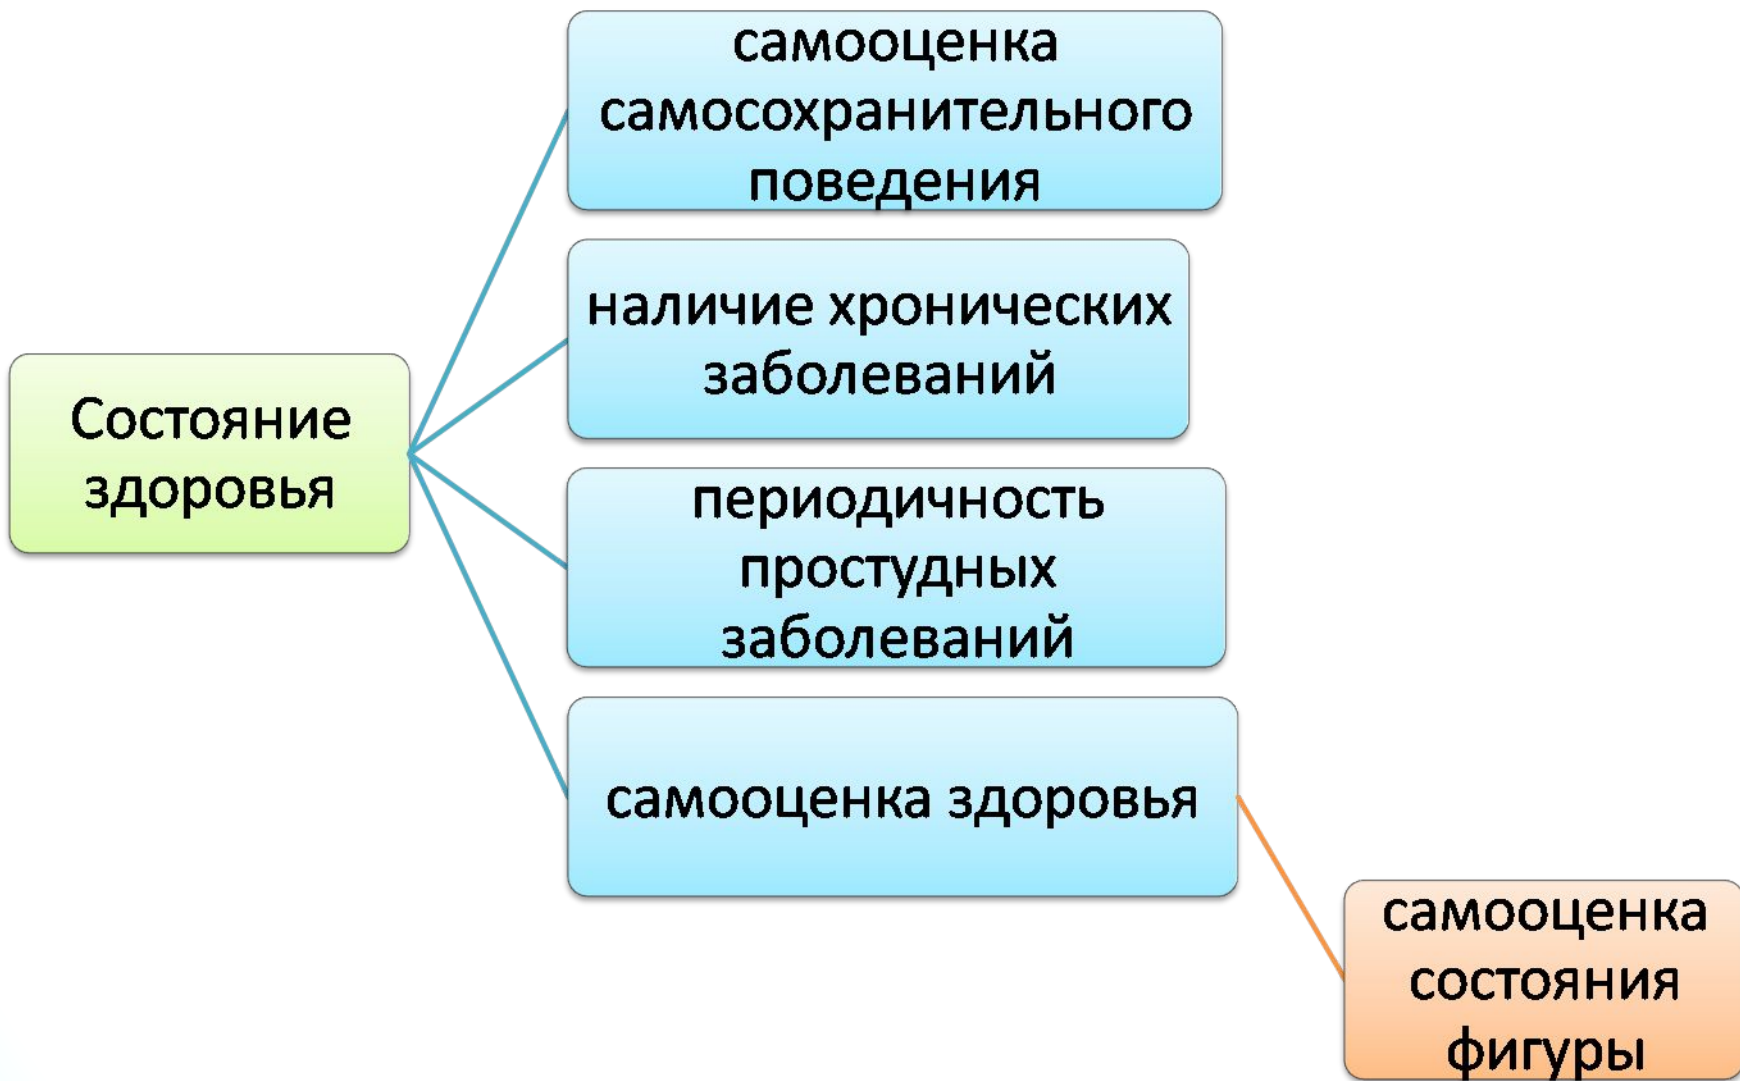 самооценка
самосохранительного
поведения
наличие хронических
заболеваний
Состояние
здоровья
периодичность
простудных
заболеваний
самооценка здоровья
самооценка
состояния
фигуры